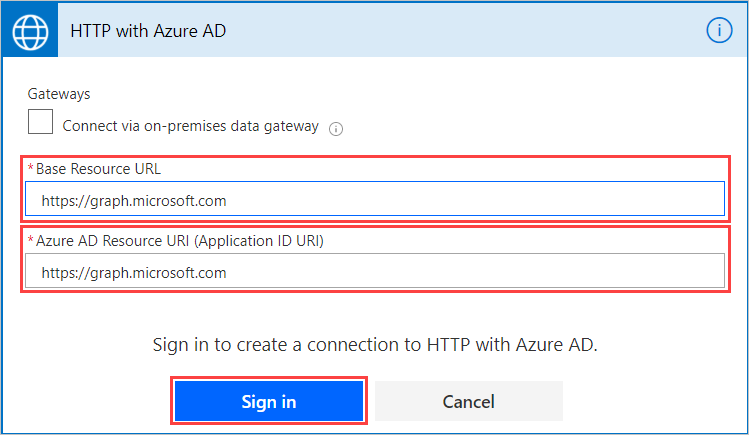 HTTP with Azure AD
Gateways
Connect via on-premises data gateway
*Base Resource URL
https://graph.microsoft.com
*Azure AD Resource URI (Application ID URI)
https://graph.microsoft.com
Sign in to create a connection to HTTP with Azure AD.
Sign in
Cancel